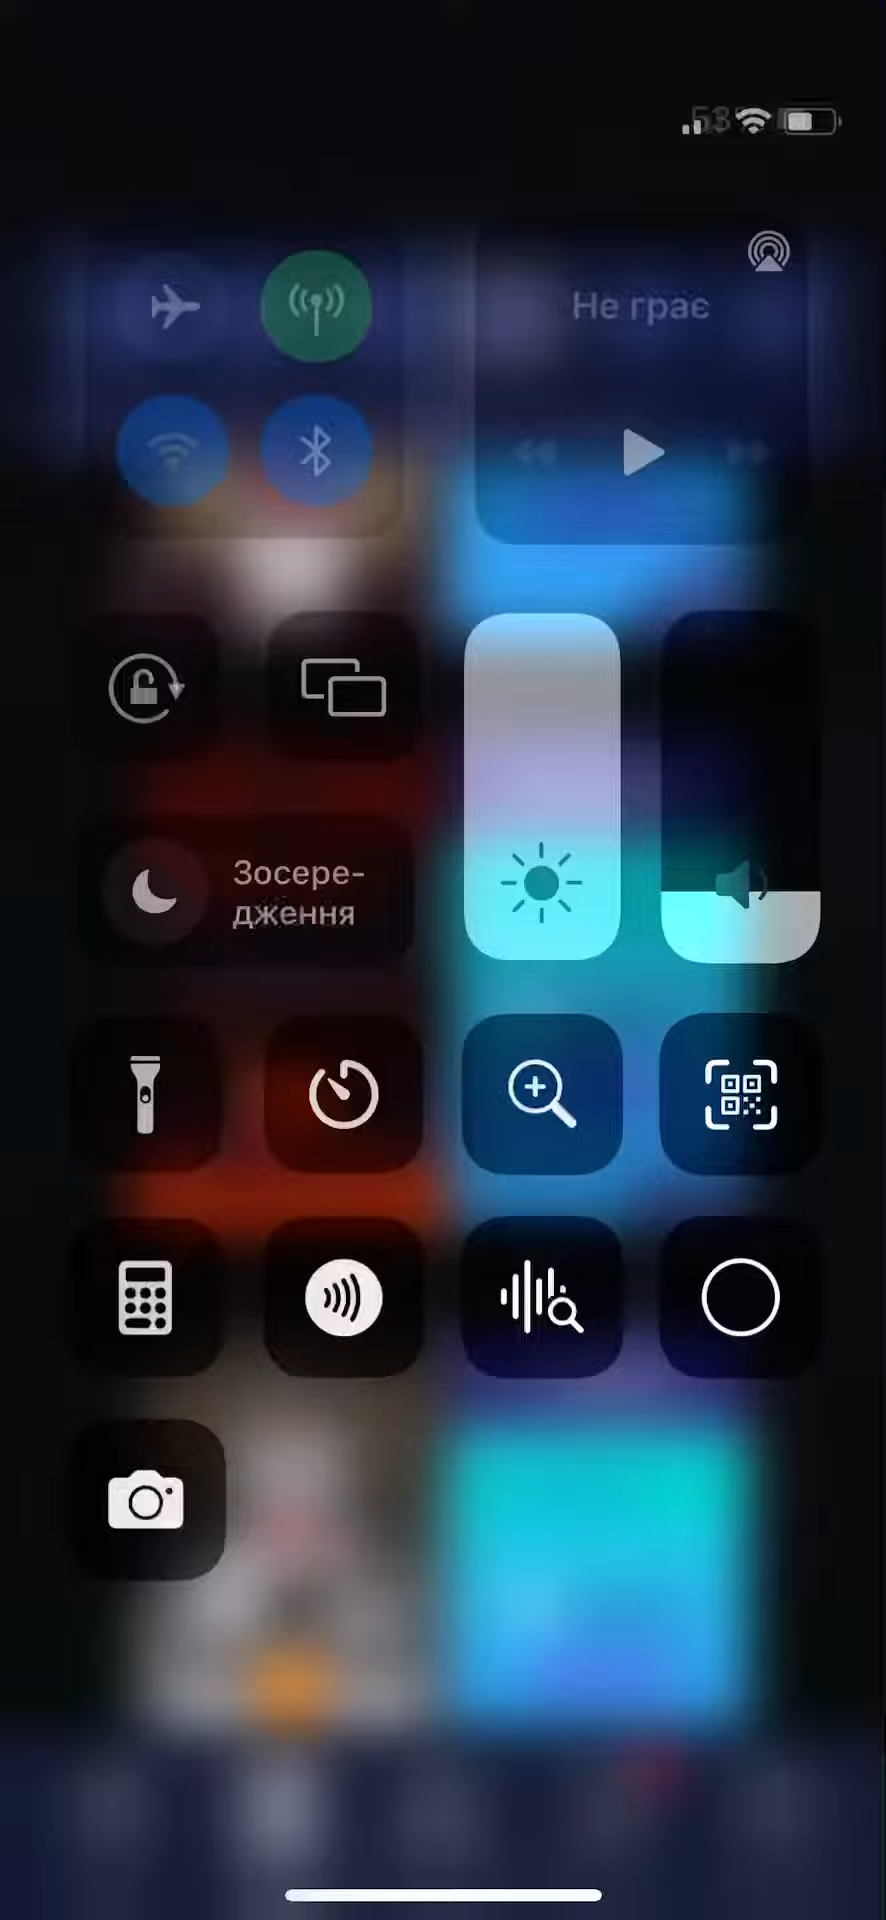 Не грає
Зосере-
дження